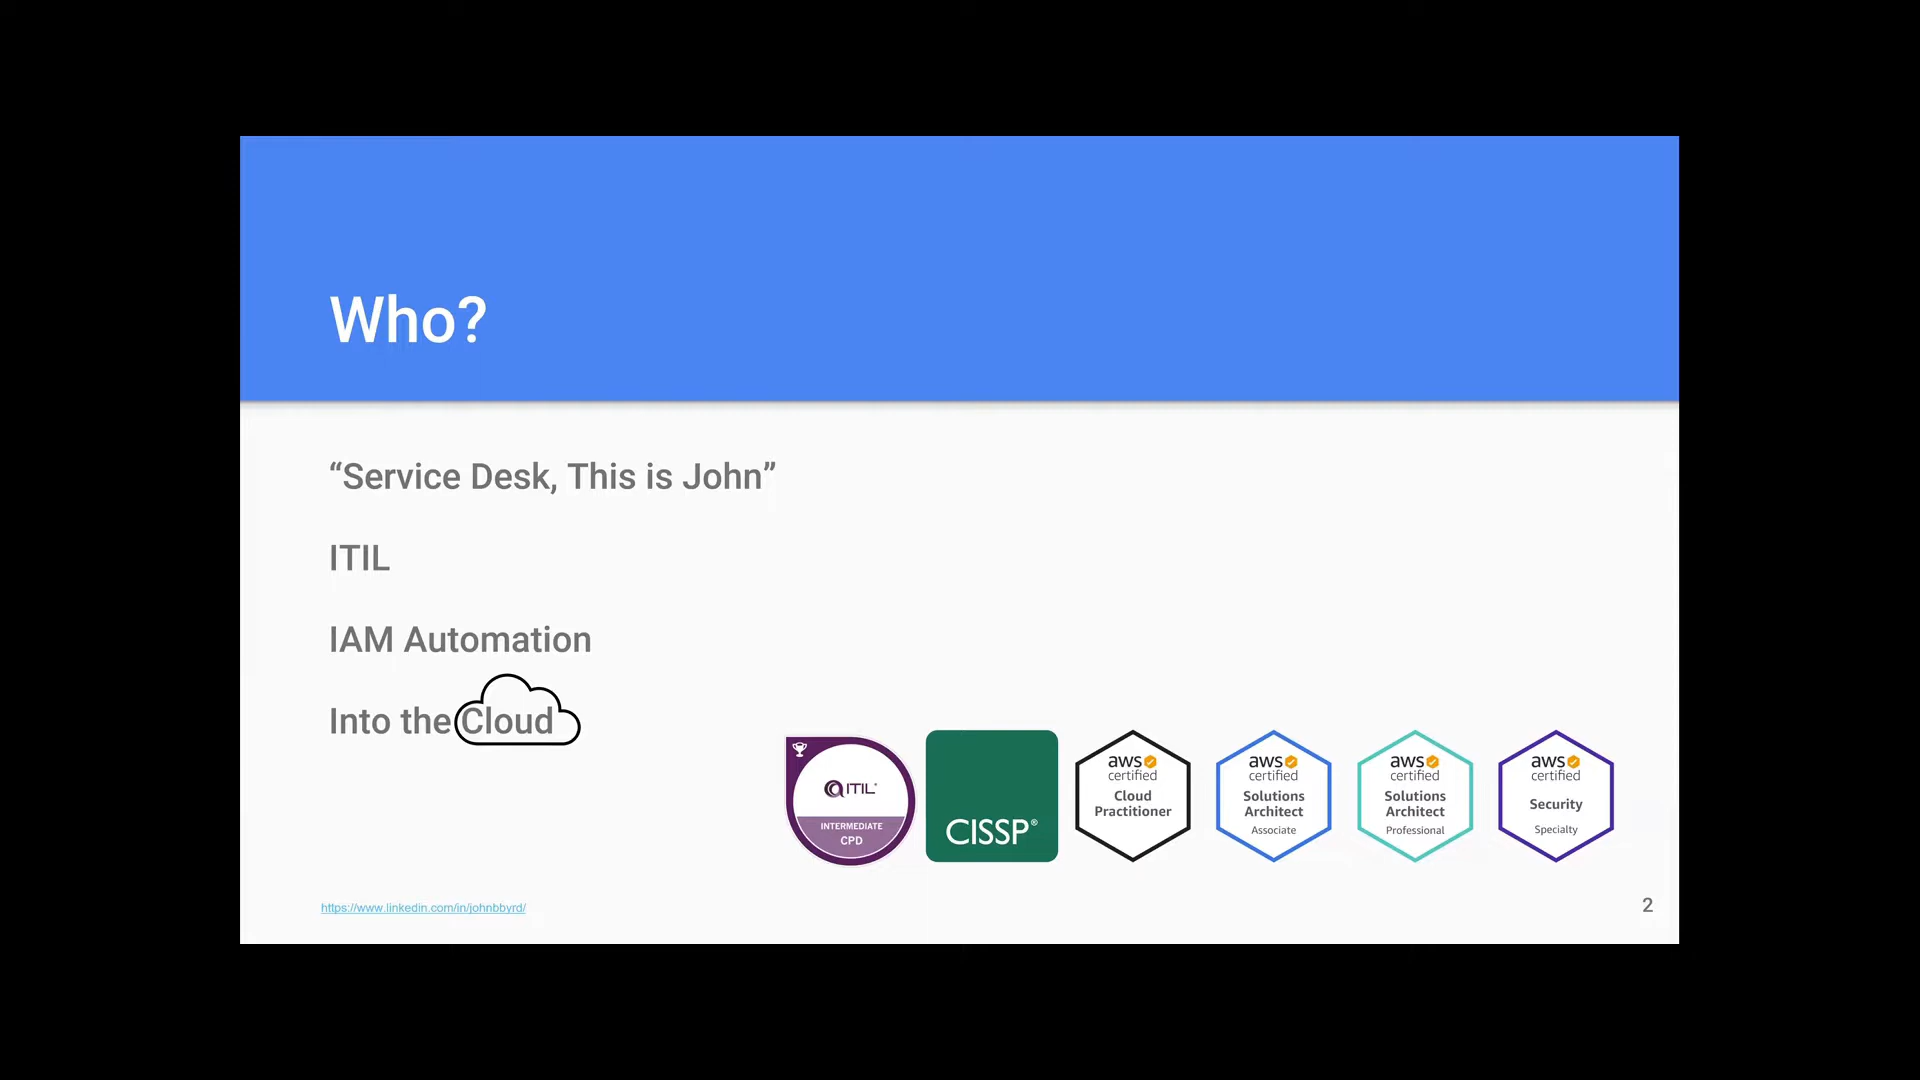 Who?
“Service Desk, This is John”
ITIL
IAM Automation
Into the Cloud
ITIL®
INTERMEDIATE
CPD
CISSP®
aws
certified
Cloud
Practitioner
aws
certified
Solutions
Architect
Associate
aws
certified
Solutions
Architect
Professional
aws
certified
Security
Specialty
https://www.linkedin.com/in/johnbbyrd/
2